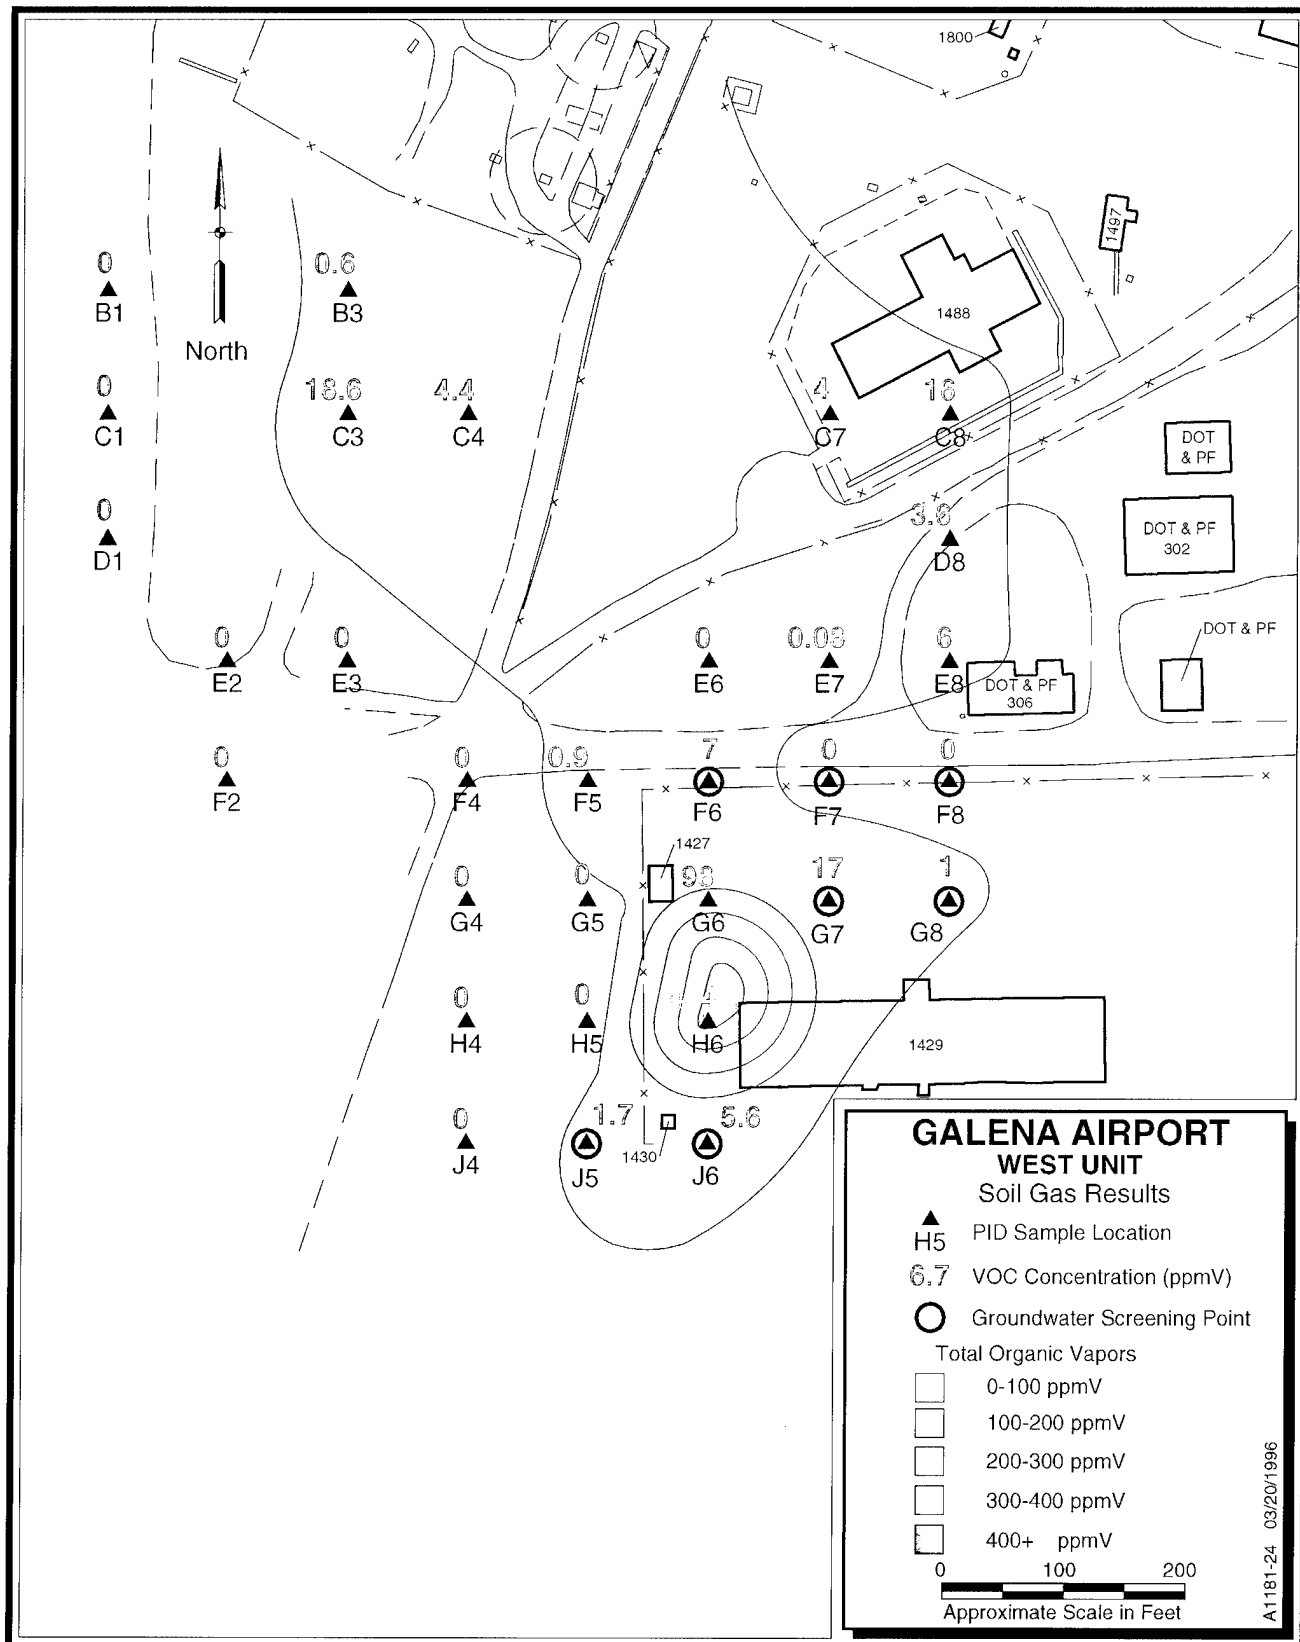 1800
1497
North
0
B1
0.6
B3
1488
0
C1
18.6
C3
4.4
C4
4
C7
16
C8
DOT
& PF
0
D1
3.6
D8
DOT & PF
302
0
E2
0
E3
0
E6
0.03
E7
6
E8
DOT & PF
306
DOT & PF
0
F2
0
F4
0.9
F5
7
F6
0
F7
0
F8
1427
0
G4
0
G5
98
G6
17
G7
1
G8
0
H4
0
H5
H6
1429
0
J4
1.7
J5
1430
5.6
J6
GALENA AIRPORT
WEST UNIT
Soil Gas Results
H5 PID Sample Location
6.7 VOC Concentration (ppmV)
Groundwater Screening Point
Total Organic Vapors
0-100 ppmV
100-200 ppmV
200-300 ppmV
300-400 ppmV
400+ ppmV
0 100 200
Approximate Scale in Feet
A1181-24 03/20/1996